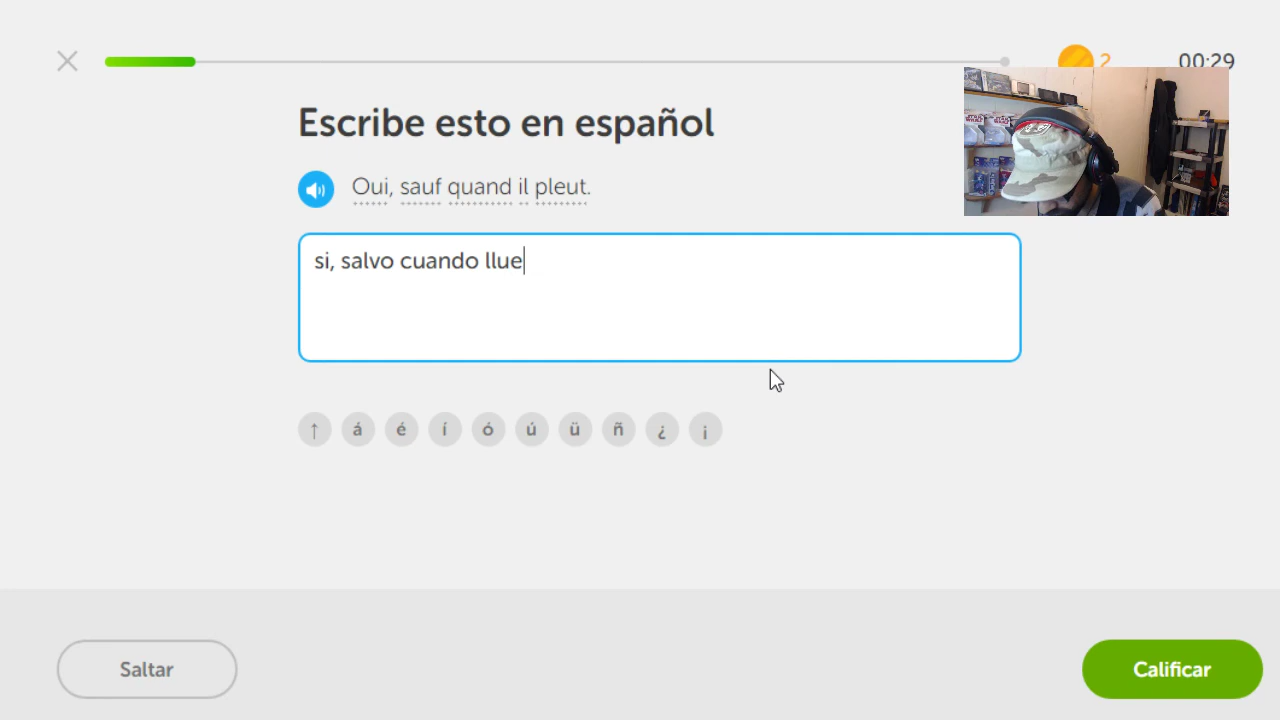 2
00:29
Escribe esto en español
Oui, sauf quand il pleut.
si, salvo cuando llue
↑ á é í ó ú ü ñ ¿ ¡
Saltar
Calificar